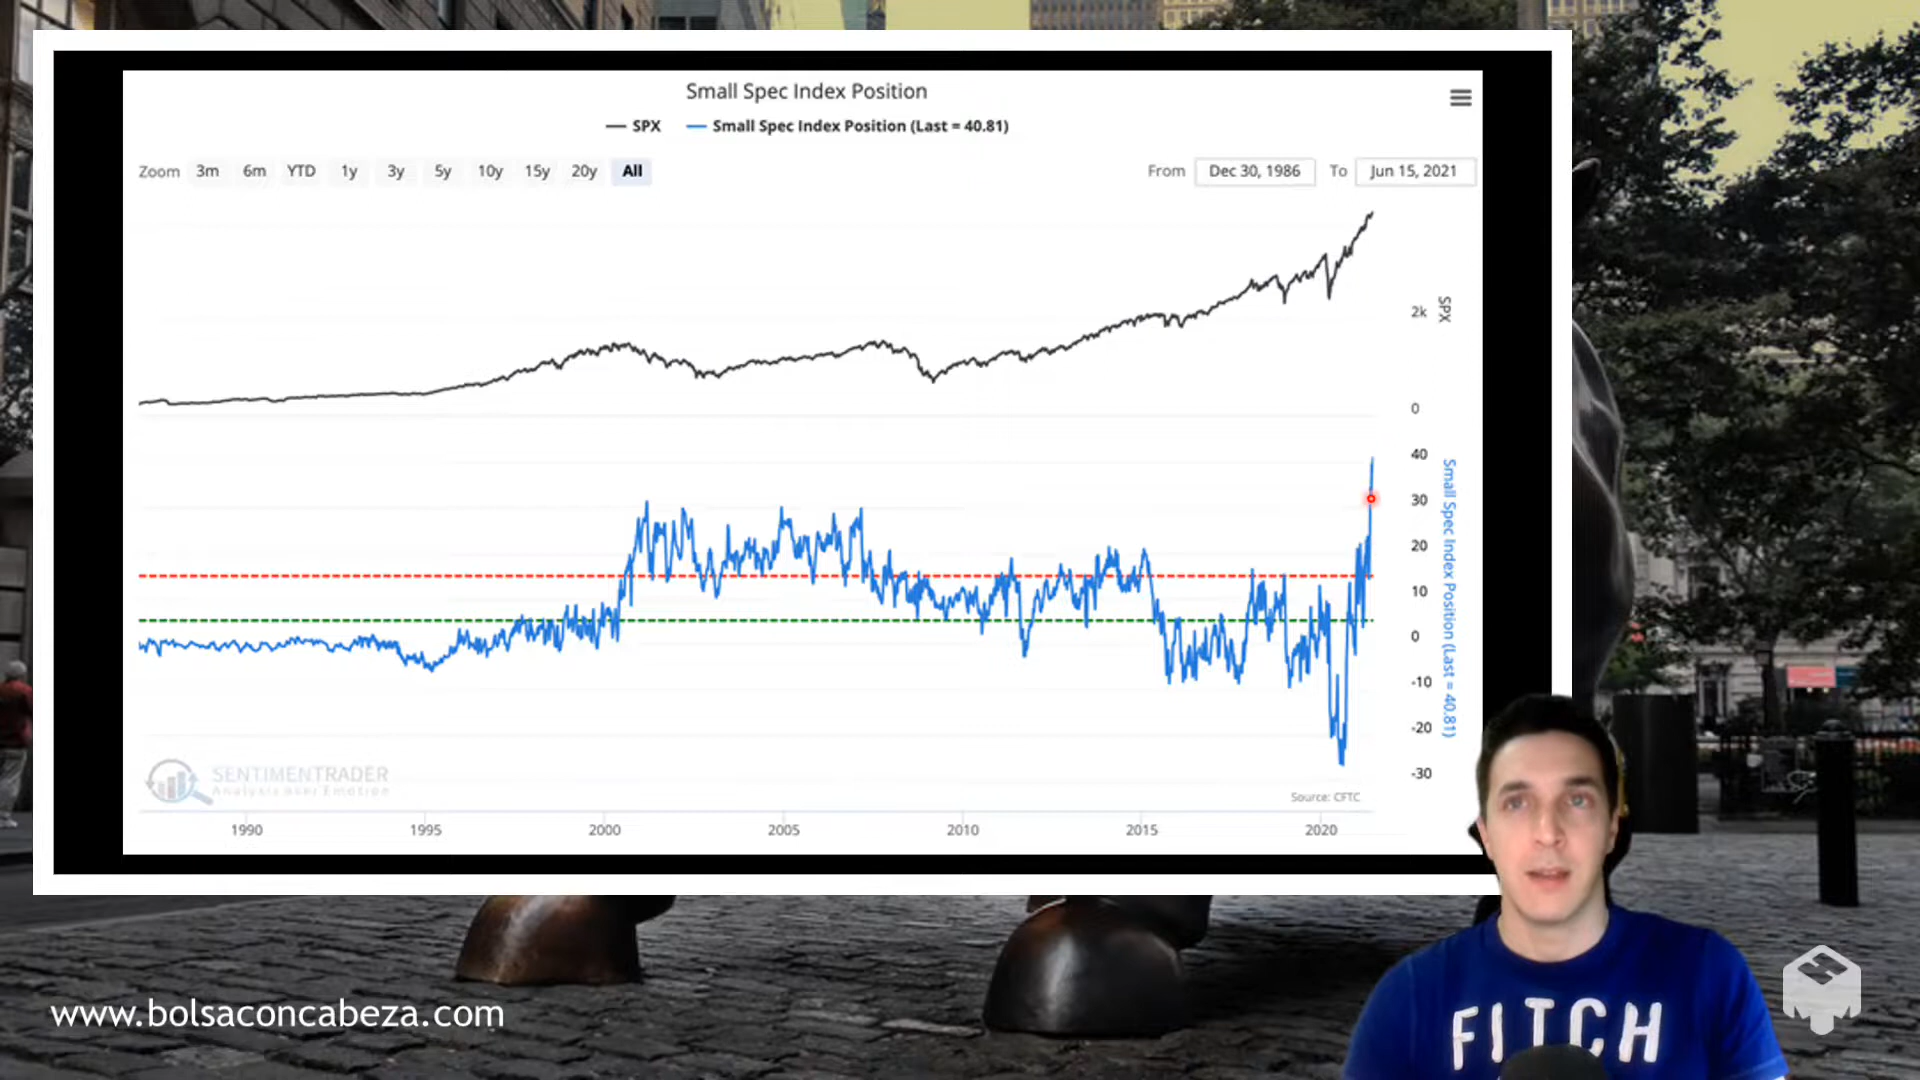 Small Spec Index Position
SPX Small Spec Index Position (Last = 40.81)
Zoom 3m 6m YTD 1y 3y 5y 10y 15y 20y All From Dec 30, 1986 To Jun 15, 2021
2k
SPX
0
40
30
20
10
0
-10
-20
-30
Small Spec Index Position (Last = 40.81)
SENTIMENTRADER
Analysis over Emotion
Source: CFTC
1990 1995 2000 2005 2010 2015 2020
www.bolsaconcabeza.com
FITCH